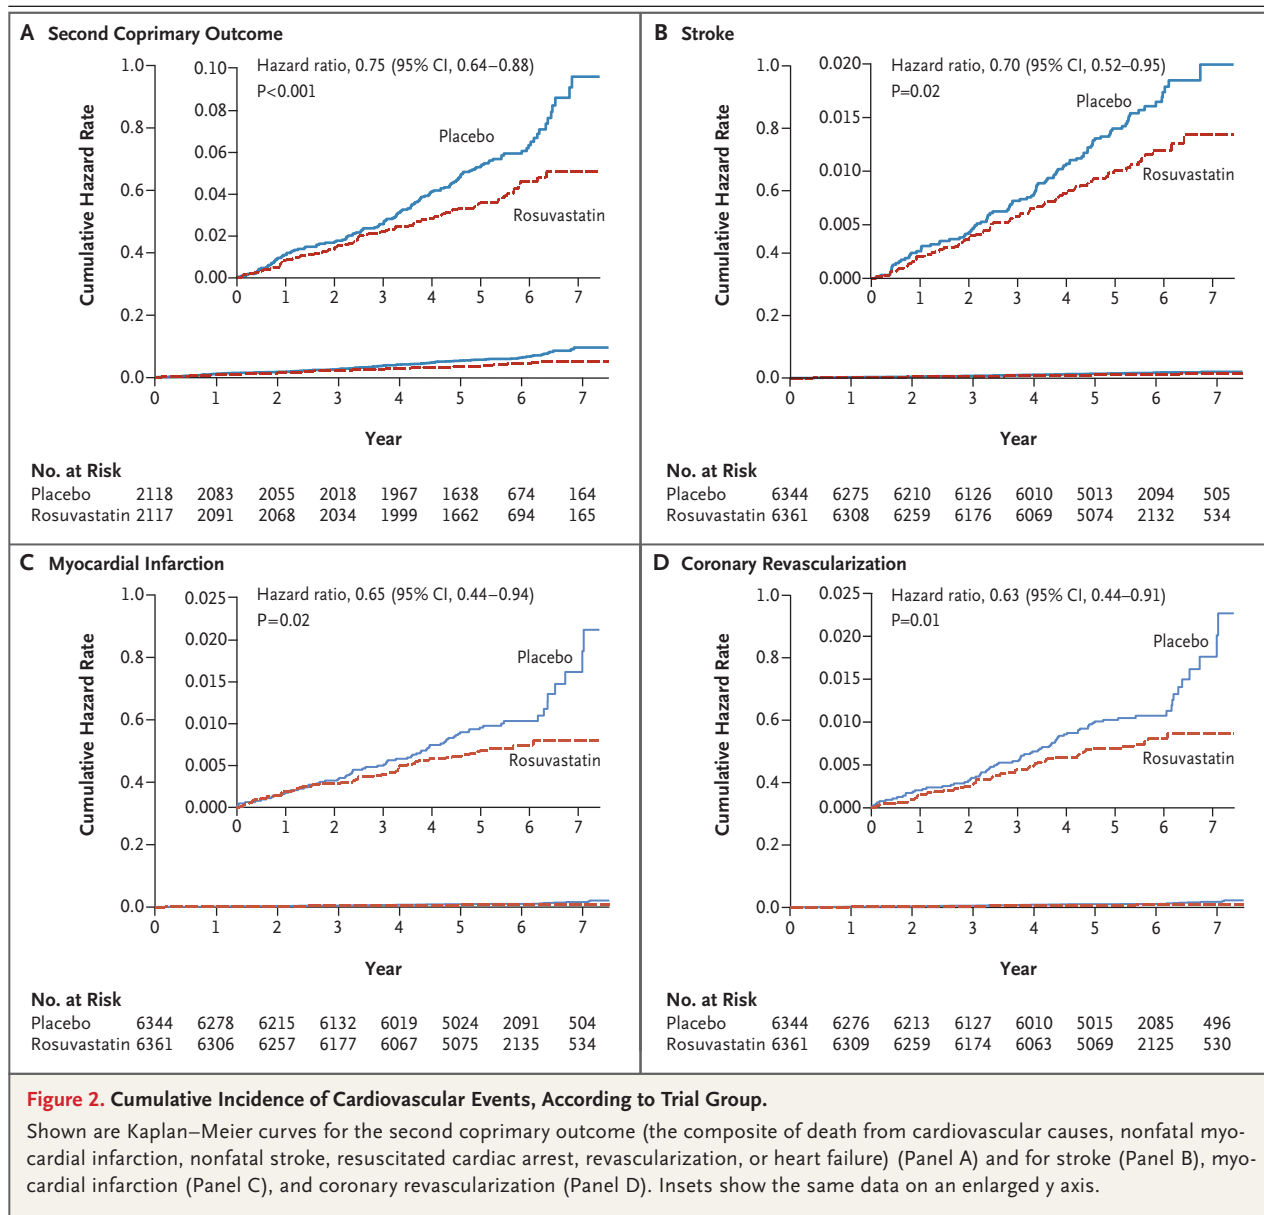 A Second Coprimary Outcome
Cumulative Hazard Rate
1.0
0.8
0.6
0.4
0.2
0.0
0.10
0.08
0.06
0.04
0.02
0.00
Hazard ratio, 0.75 (95% CI, 0.64–0.88)
P<0.001
Placebo
Rosuvastatin
0 1 2 3 4 5 6 7
0 1 2 3 4 5 6 7
Year
No. at Risk
Placebo 2118 2083 2055 2018 1967 1638 674 164
Rosuvastatin 2117 2091 2068 2034 1999 1662 694 165
B Stroke
Cumulative Hazard Rate
1.0
0.8
0.6
0.4
0.2
0.0
0.020
0.015
0.010
0.005
0.000
Hazard ratio, 0.70 (95% CI, 0.52–0.95)
P=0.02
Placebo
Rosuvastatin
0 1 2 3 4 5 6 7
0 1 2 3 4 5 6 7
Year
No. at Risk
Placebo 6344 6275 6210 6126 6010 5013 2094 505
Rosuvastatin 6361 6308 6259 6176 6069 5074 2132 534
C Myocardial Infarction
Cumulative Hazard Rate
1.0
0.8
0.6
0.4
0.2
0.0
0.025
0.020
0.015
0.010
0.005
0.000
Hazard ratio, 0.65 (95% CI, 0.44–0.94)
P=0.02
Placebo
Rosuvastatin
0 1 2 3 4 5 6 7
0 1 2 3 4 5 6 7
Year
No. at Risk
Placebo 6344 6278 6215 6132 6019 5024 2091 504
Rosuvastatin 6361 6306 6257 6177 6067 5075 2135 534
D Coronary Revascularization
Cumulative Hazard Rate
1.0
0.8
0.6
0.4
0.2
0.0
0.025
0.020
0.015
0.010
0.005
0.000
Hazard ratio, 0.63 (95% CI, 0.44–0.91)
P=0.01
Placebo
Rosuvastatin
0 1 2 3 4 5 6 7
0 1 2 3 4 5 6 7
Year
No. at Risk
Placebo 6344 6276 6213 6127 6010 5015 2085 496
Rosuvastatin 6361 6309 6259 6174 6063 5069 2125 530
Figure 2. Cumulative Incidence of Cardiovascular Events, According to Trial Group.
Shown are Kaplan–Meier curves for the second coprimary outcome (the composite of death from cardiovascular causes, nonfatal myo-
cardial infarction, nonfatal stroke, resuscitated cardiac arrest, revascularization, or heart failure) (Panel A) and for stroke (Panel B), myo-
cardial infarction (Panel C), and coronary revascularization (Panel D). Insets show the same data on an enlarged y axis.